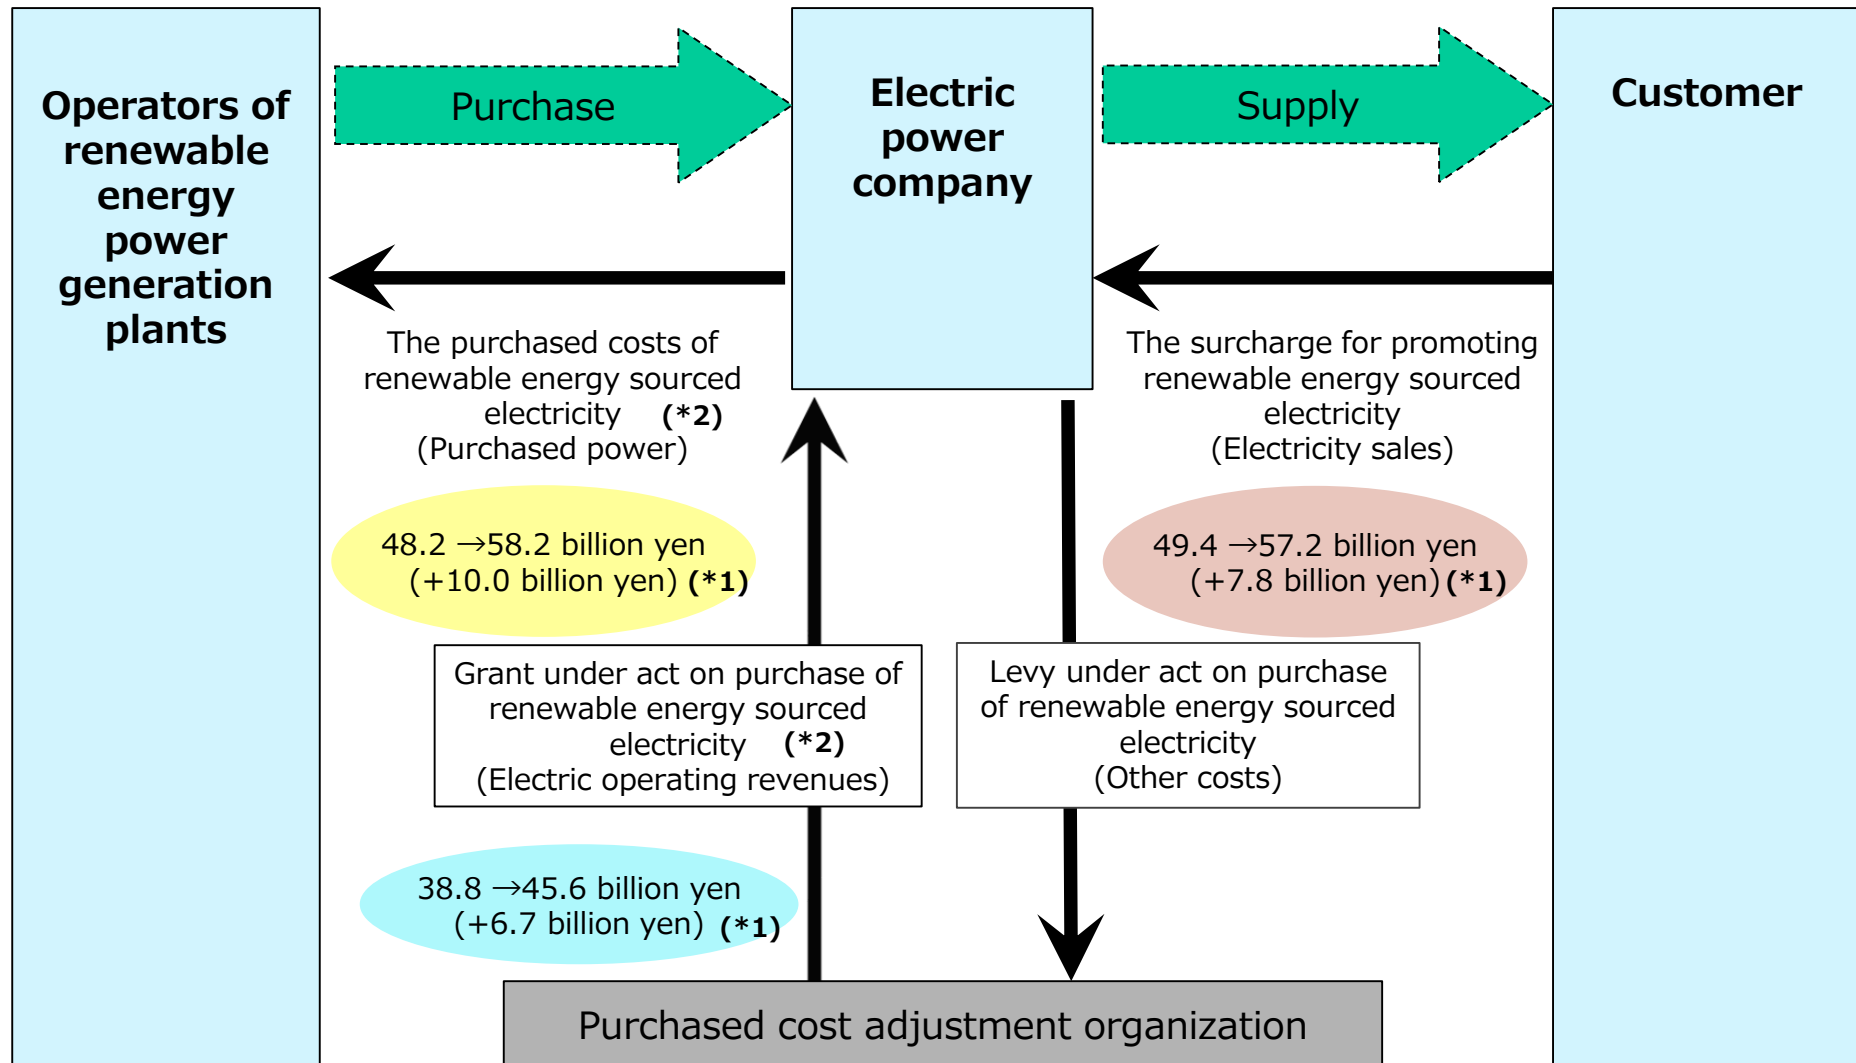 Operators of
renewable
energy
power
generation
plants
Purchase
Electric
power
company
Supply
Customer
The purchased costs of
renewable energy sourced
electricity (*2)
(Purchased power)
48.2 →58.2 billion yen
(+10.0 billion yen) (*1)
The surcharge for promoting
renewable energy sourced
electricity
(Electricity sales)
49.4 →57.2 billion yen
(+7.8 billion yen) (*1)
Grant under act on purchase of
renewable energy sourced
electricity (*2)
(Electric operating revenues)
Levy under act on purchase
of renewable energy sourced
electricity
(Other costs)
38.8 →45.6 billion yen
(+6.7 billion yen) (*1)
Purchased cost adjustment organization